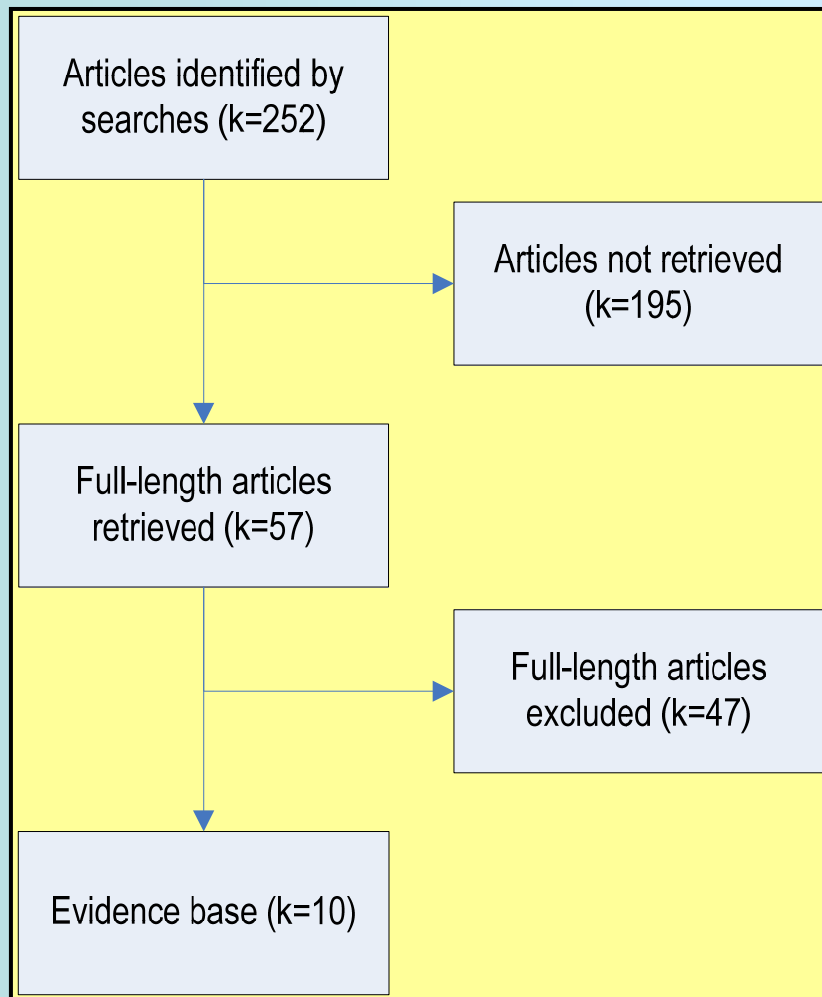 Articles identified by
searches (k=252)
Articles not retrieved
(k=195)
Full-length articles
retrieved (k=57)
Full-length articles
excluded (k=47)
Evidence base (k=10)